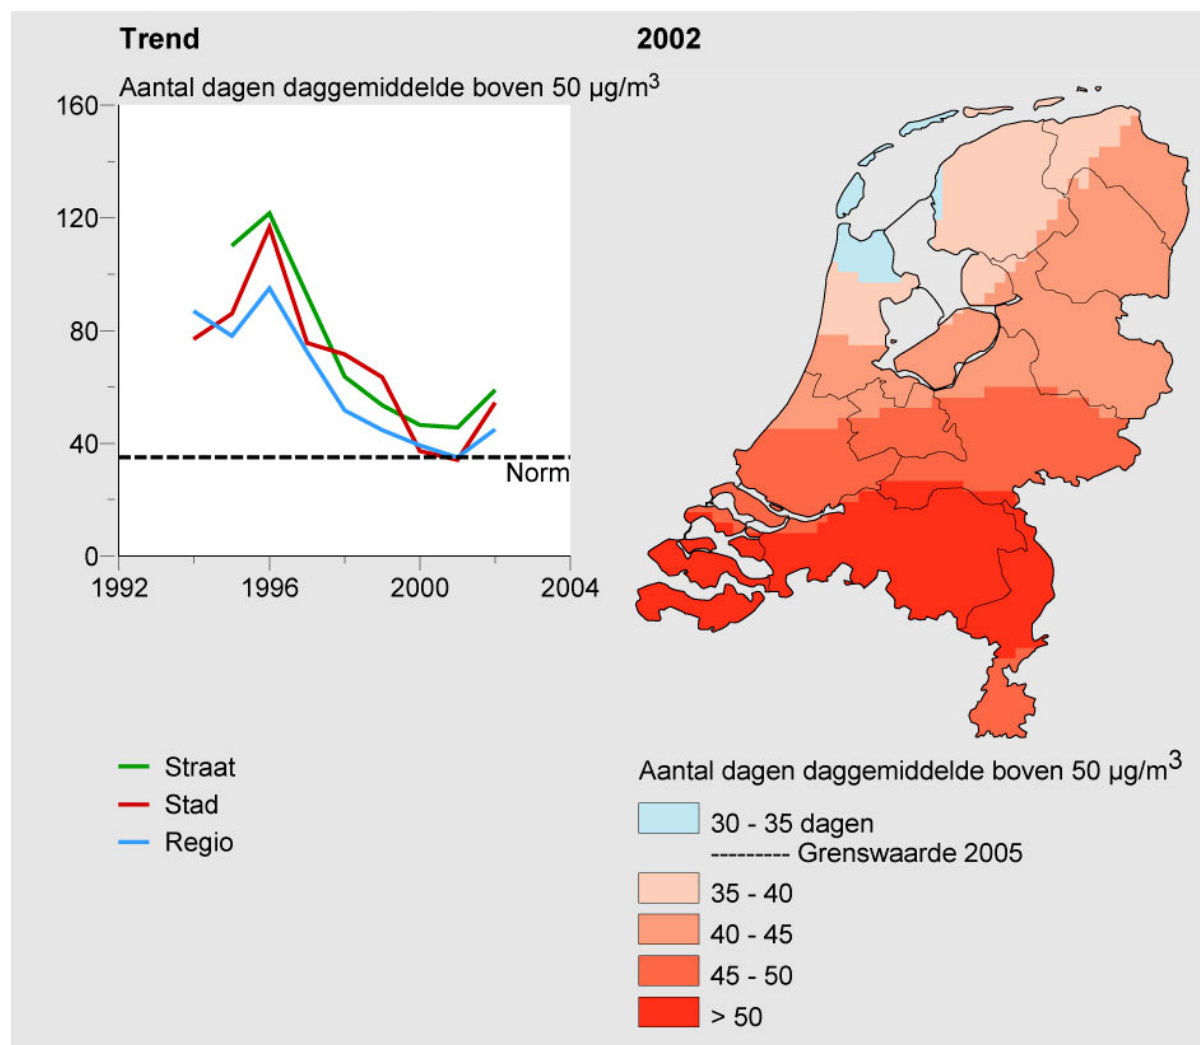 Trend
Aantal dagen daggemiddelde boven 50 µg/m³
160
120
80
40
0
Norm
1992
1996
2000
2004
Straat
Stad
Regio
2002
Aantal dagen daggemiddelde boven 50 µg/m³
30 - 35 dagen
---------- Grenswaarde 2005
35 - 40
40 - 45
45 - 50
> 50